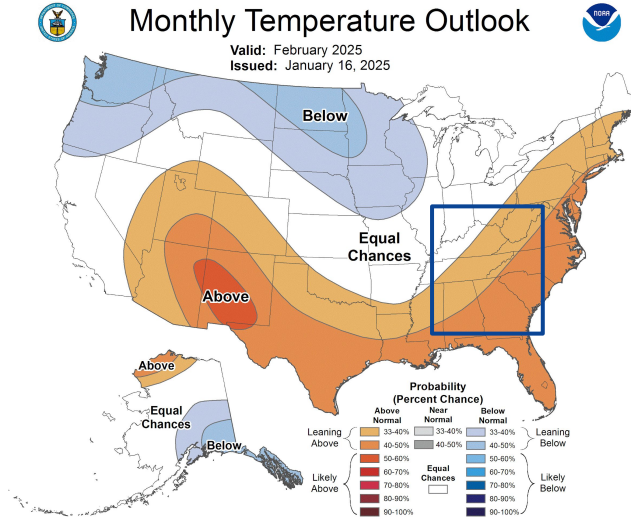 Monthly Temperature Outlook
Valid: February 2025
Issued: January 16, 2025
NOAA
Below
Equal
Chances
Above
Above
Equal
Chances
Below
Probability
(Percent Chance)
Above
Normal
Near
Normal
Below
Normal
Leaning
Above
33-40%
33-40%
33-40%
Leaning
Below
40-50%
40-50%
40-50%
Likely
Above
50-60%
50-60%
Likely
Below
60-70%
60-70%
70-80%
70-80%
80-90%
80-90%
90-100%
90-100%
Equal
Chances